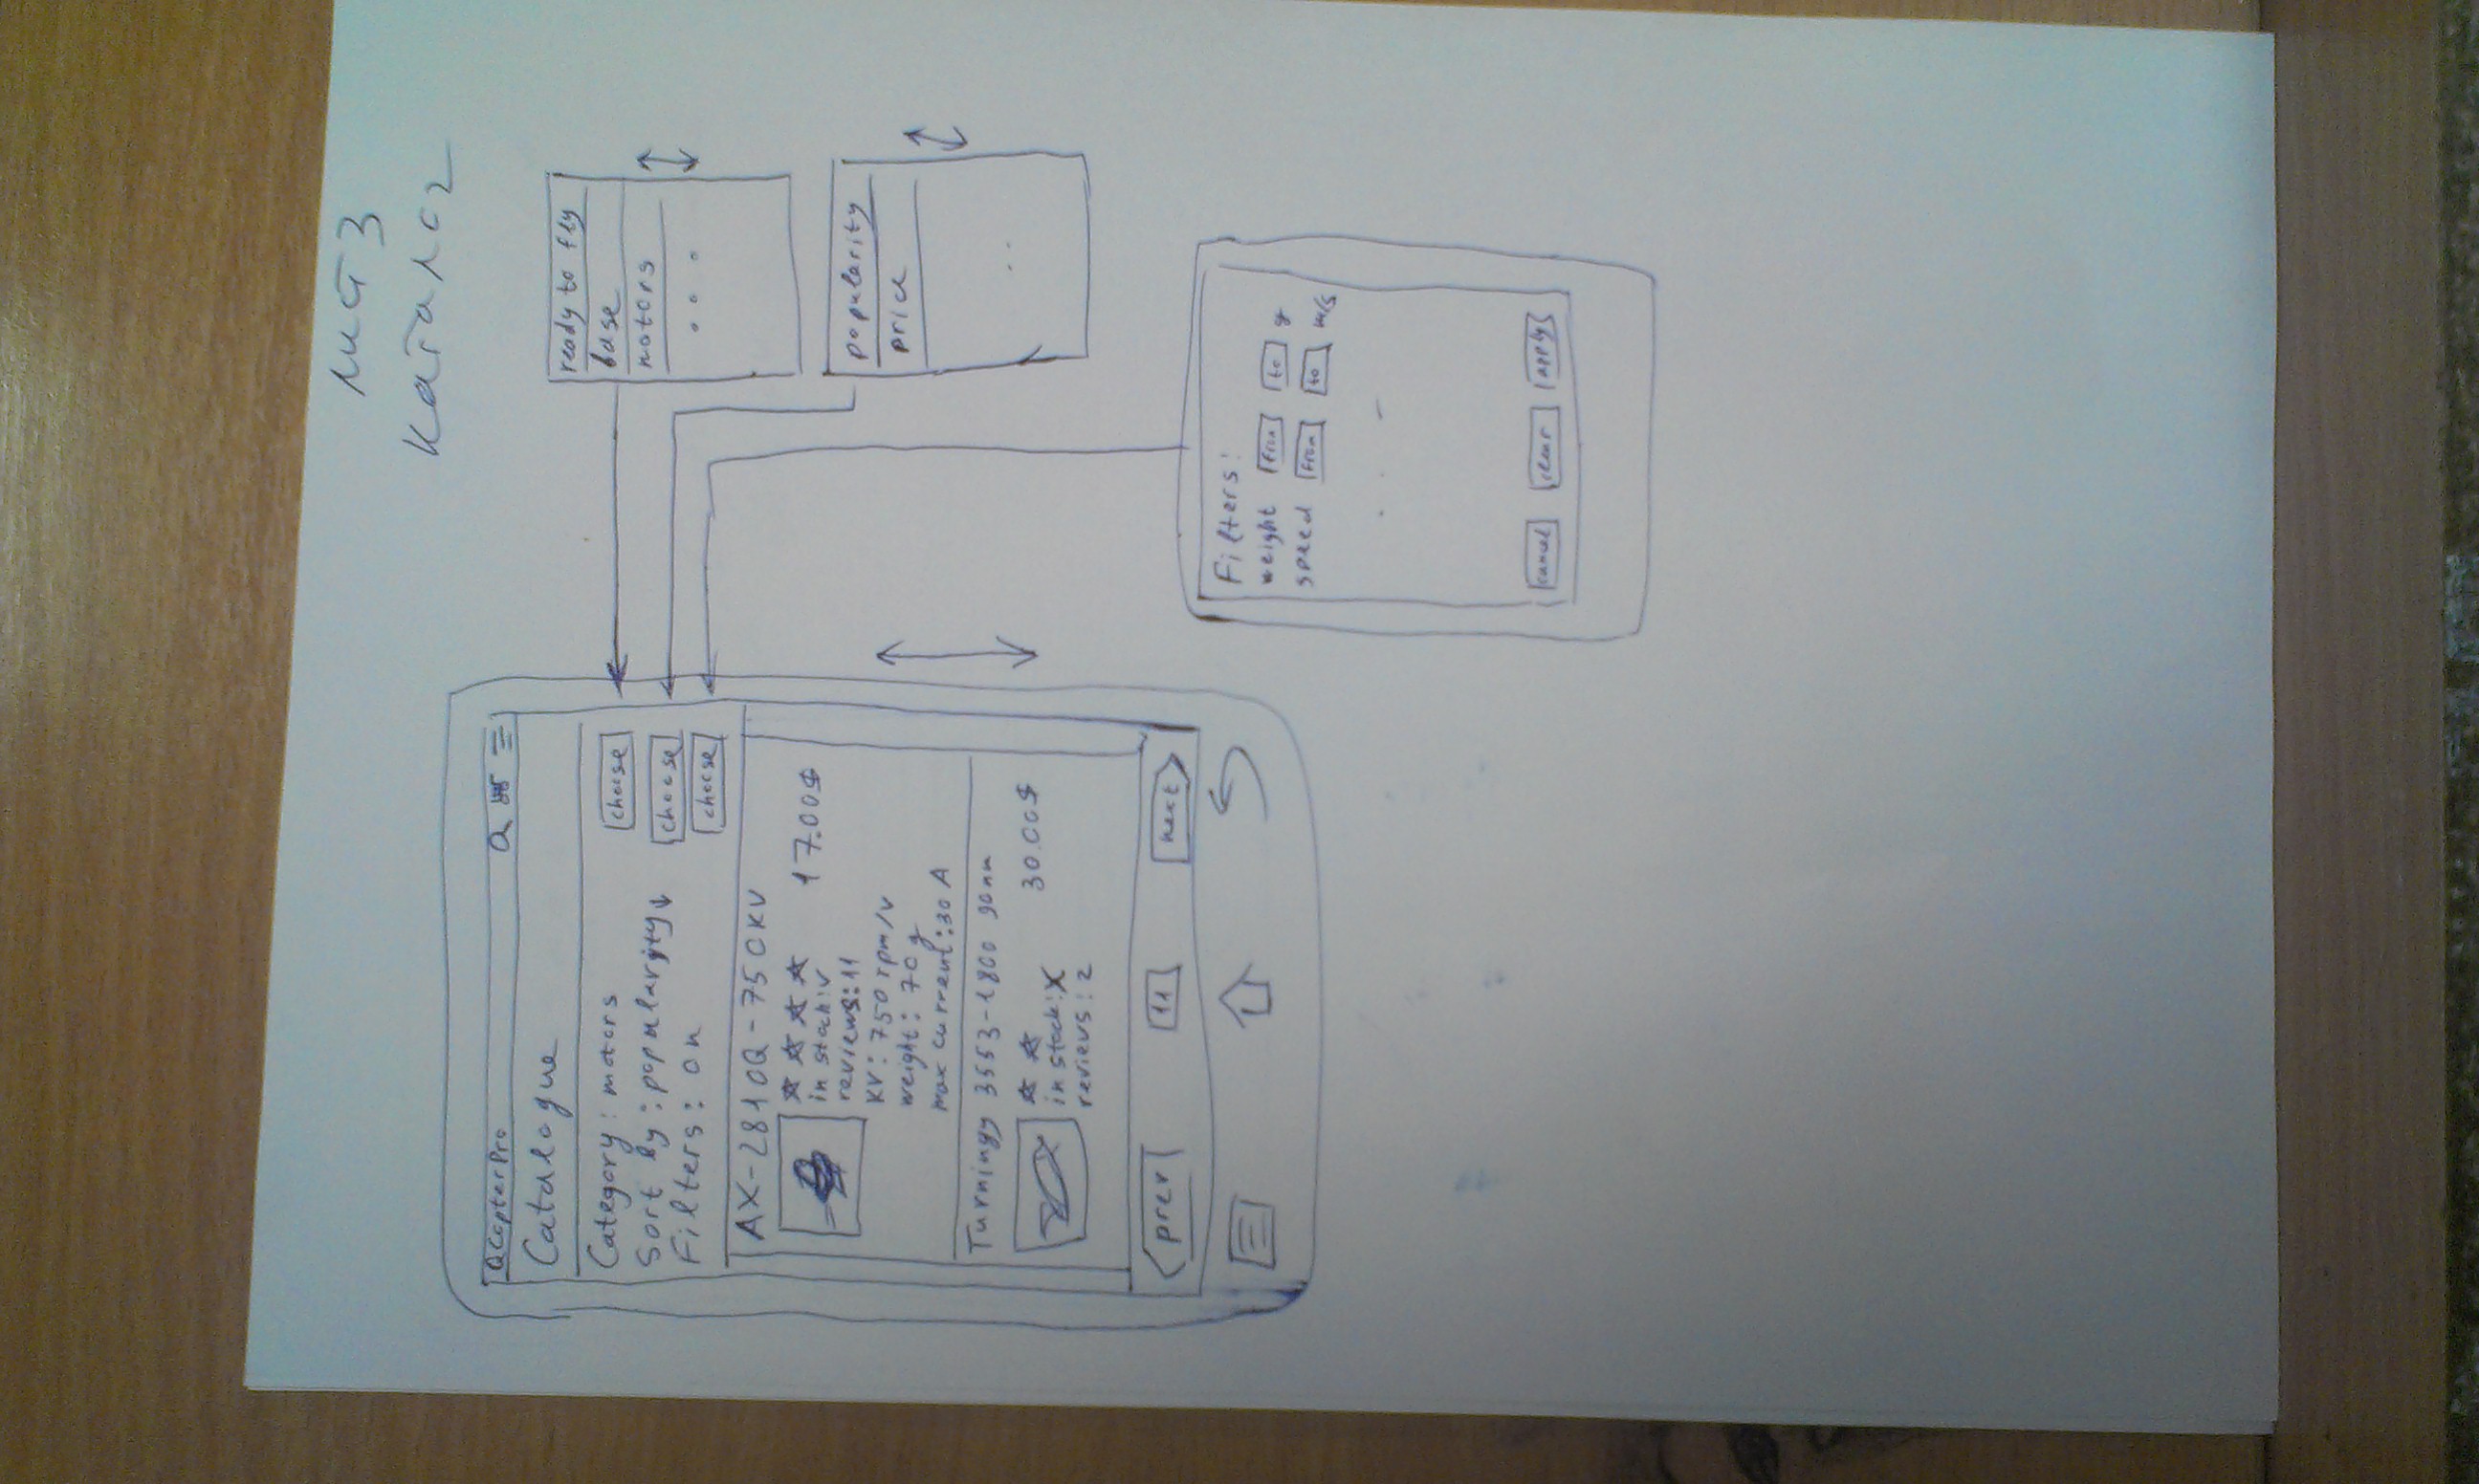 лист 3
каталог
QCopterPro
Catalogue
Category: motors choose
Sort by: popularity↓ choose
Filters: on choose
AX-2810Q-750KV
17.00$
in stock: v
reviews: 11
KV: 750 rpm/v
weight: 70 g
max current: 30 A
Turningy 3553-1800
30.00$
in stock: X
reviews: 2
prev 11 next
ready to fly
base
motors
popularity
price
Filters:
weight from to g
speed from to m/s
cancel clear apply